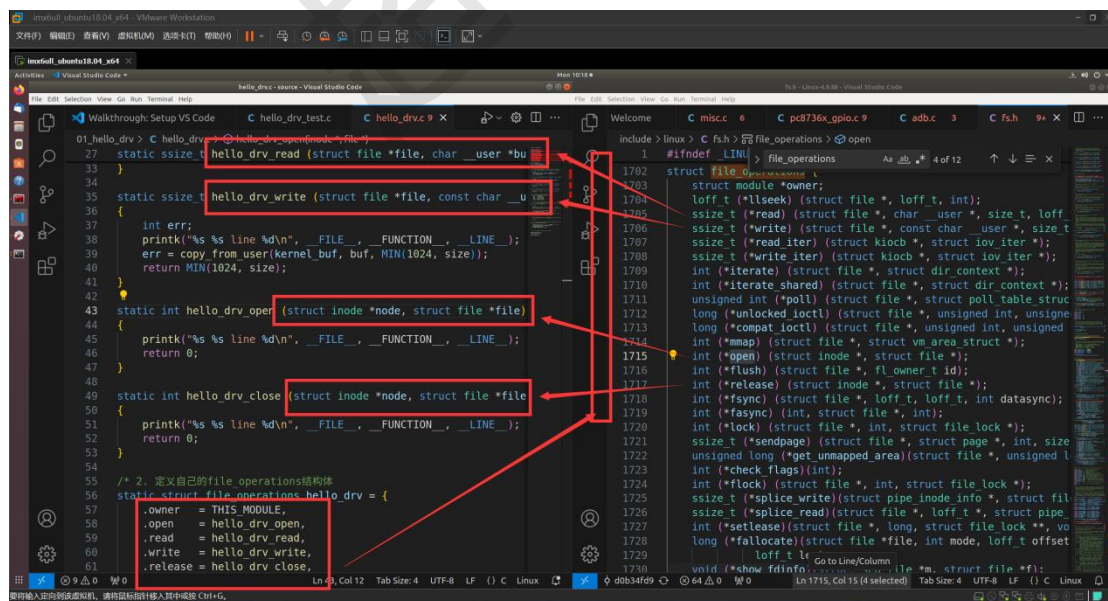 imx6ull_ubuntu18.04_x64 - VMware Workstation
文件(F) 编辑(E) 查看(V) 虚拟机(M) 选项卡(T) 帮助(H)
imx6ull_ubuntu18.04_x64
Activities Visual Studio Code
Mon 10:18
hello_drv.c - source - Visual Studio Code
fs.h - Linux-4.9.88 - Visual Studio Code
File Edit Selection View Go Run Terminal Help
Walkthrough: Setup VS Code C hello_drv_test.c C hello_drv.c 9
01_hello_drv > C hello_drv.c > hello_drv_open(inode *, file *)
27 static ssize_t hello_drv_read (struct file *file, char __user *bu
33 }
34
35 static ssize_t hello_drv_write (struct file *file, const char __u
36 {
37 int err;
38 printk("%s %s line %d\n", __FILE__, __FUNCTION__, __LINE__);
39 err = copy_from_user(kernel_buf, buf, MIN(1024, size));
40 return MIN(1024, size);
41 }
42
43 static int hello_drv_open (struct inode *node, struct file *file)
44 {
45 printk("%s %s line %d\n", __FILE__, __FUNCTION__, __LINE__);
46 return 0;
47 }
48
49 static int hello_drv_close (struct inode *node, struct file *file
50 {
51 printk("%s %s line %d\n", __FILE__, __FUNCTION__, __LINE__);
52 return 0;
53 }
54
55 /* 2. 定义自己的file_operations结构体
56 static struct file_operations hello_drv = {
57 .owner = THIS_MODULE,
58 .open = hello_drv_open,
59 .read = hello_drv_read,
60 .write = hello_drv_write,
61 .release = hello_drv_close,
9 0 0 Ln 43, Col 12 Tab Size: 4 UTF-8 LF {} C Linux
File Edit Selection View Go Run Terminal Help
Welcome C misc.c 6 C pc8736x_gpio.c 9 C adb.c 3 C fs.h 9+
include > linux > C fs.h > file_operations > open
file_operations Aa ab 4 of 12
1 #ifndef _LINU
1702 struct file_operations {
1703 struct module *owner;
1704 loff_t (*llseek) (struct file *, loff_t, int);
1705 ssize_t (*read) (struct file *, char __user *, size_t, loff_
1706 ssize_t (*write) (struct file *, const char __user *, size_t
1707 ssize_t (*read_iter) (struct kiocb *, struct iov_iter *);
1708 ssize_t (*write_iter) (struct kiocb *, struct iov_iter *);
1709 int (*iterate) (struct file *, struct dir_context *);
1710 int (*iterate_shared) (struct file *, struct dir_context *);
1711 unsigned int (*poll) (struct file *, struct poll_table_struc
1712 long (*unlocked_ioctl) (struct file *, unsigned int, unsigne
1713 long (*compat_ioctl) (struct file *, unsigned int, unsigned
1714 int (*mmap) (struct file *, struct vm_area_struct *);
1715 int (*open) (struct inode *, struct file *);
1716 int (*flush) (struct file *, fl_owner_t id);
1717 int (*release) (struct inode *, struct file *);
1718 int (*fsync) (struct file *, loff_t, loff_t, int datasync);
1719 int (*fasync) (int, struct file *, int);
1720 int (*lock) (struct file *, int, struct file_lock *);
1721 ssize_t (*sendpage) (struct file *, struct page *, int, size
1722 unsigned long (*get_unmapped_area)(struct file *, unsigned l
1723 int (*check_flags)(int);
1724 int (*flock) (struct file *, int, struct file_lock *);
1725 ssize_t (*splice_write)(struct pipe_inode_info *, struct fil
1726 ssize_t (*splice_read)(struct file *, loff_t *, struct pipe_
1727 int (*setlease)(struct file *, long, struct file_lock **, vo
1728 long (*fallocate)(struct file *file, int mode, loff_t offset
1729 loff_t le
1730 void (*show_fdinfo)(struct seq_file *m, struct file *f);
Go to Line/Column
d0b34fd9 64 0 0 Ln 1715, Col 15 (4 selected) Tab Size: 4 UTF-8 LF {} C Linux
要将输入定向到该虚拟机，请将鼠标指针移入其中或按 Ctrl+G。